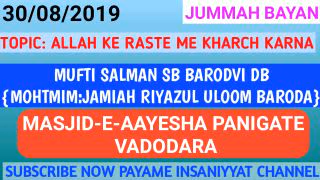 30/08/2019 JUMMAH BAYAN
TOPIC: ALLAH KE RASTE ME KHARCH KARNA
MUFTI SALMAN SB BARODVI DB
{MOHTMIM:JAMIAH RIYAZUL ULOOM BARODA}
MASJID-E-AAYESHA PANIGATE
VADODARA
SUBSCRIBE NOW PAYAME INSANIYYAT CHANNEL